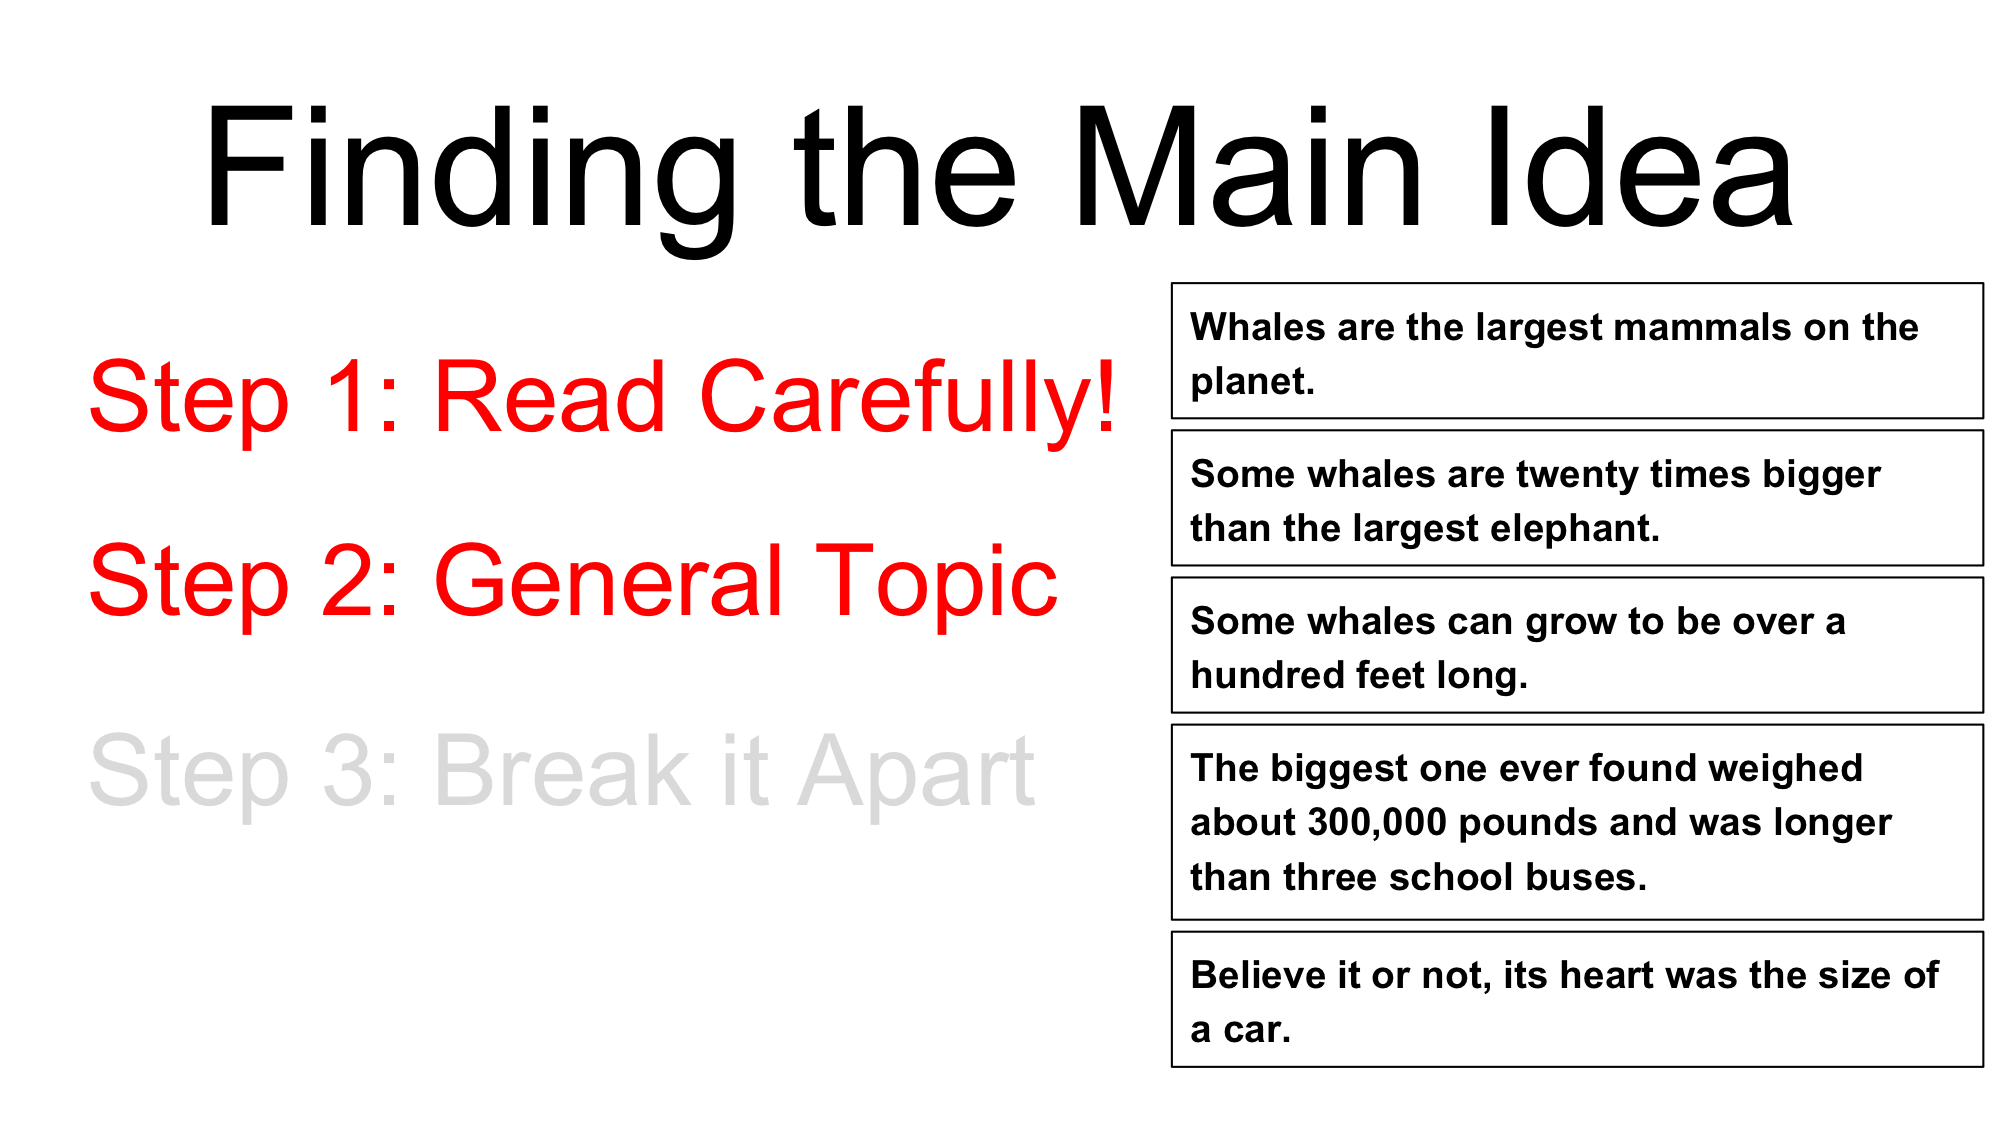 Finding the Main Idea
Step 1: Read Carefully!
Step 2: General Topic
Step 3: Break it Apart
Whales are the largest mammals on the
planet.
Some whales are twenty times bigger
than the largest elephant.
Some whales can grow to be over a
hundred feet long.
The biggest one ever found weighed
about 300,000 pounds and was longer
than three school buses.
Believe it or not, its heart was the size of
a car.